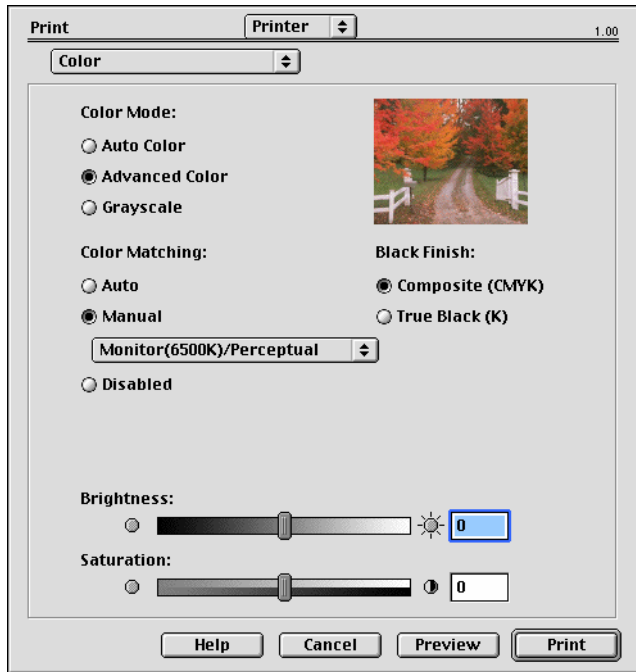 Print Printer 1.00
Color
Color Mode:
Auto Color
Advanced Color
Grayscale
Color Matching: Black Finish:
Auto Composite (CMYK)
Manual True Black (K)
Monitor(6500K)/Perceptual
Disabled
Brightness:
0
Saturation:
0
Help Cancel Preview Print